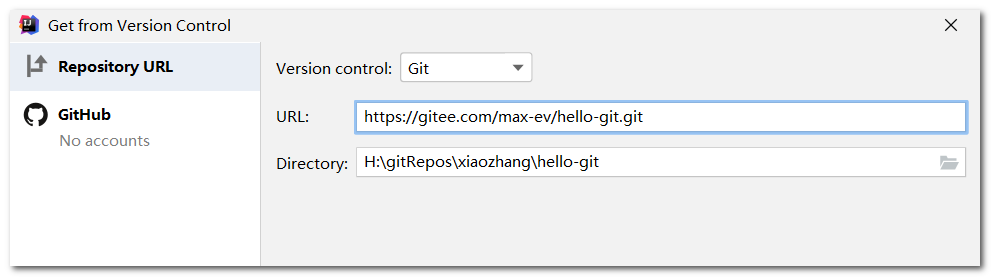 Get from Version Control
Repository URL
GitHub
No accounts
Version control: Git
URL: https://gitee.com/max-ev/hello-git.git
Directory: H:\gitRepos\xiaozhang\hello-git